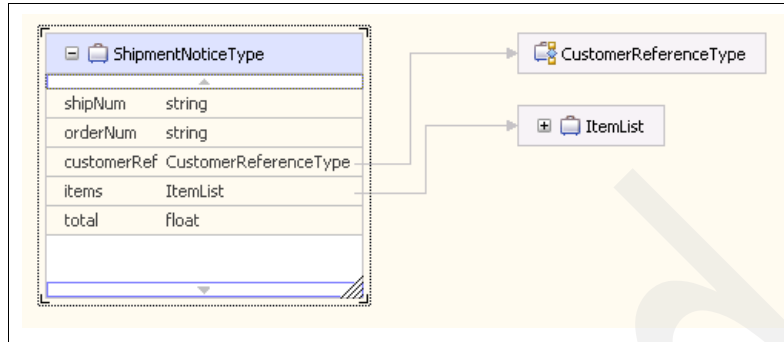 ShipmentNoticeType
shipNum string
orderNum string
customerRef CustomerReferenceType
items ItemList
total float
CustomerReferenceType
ItemList